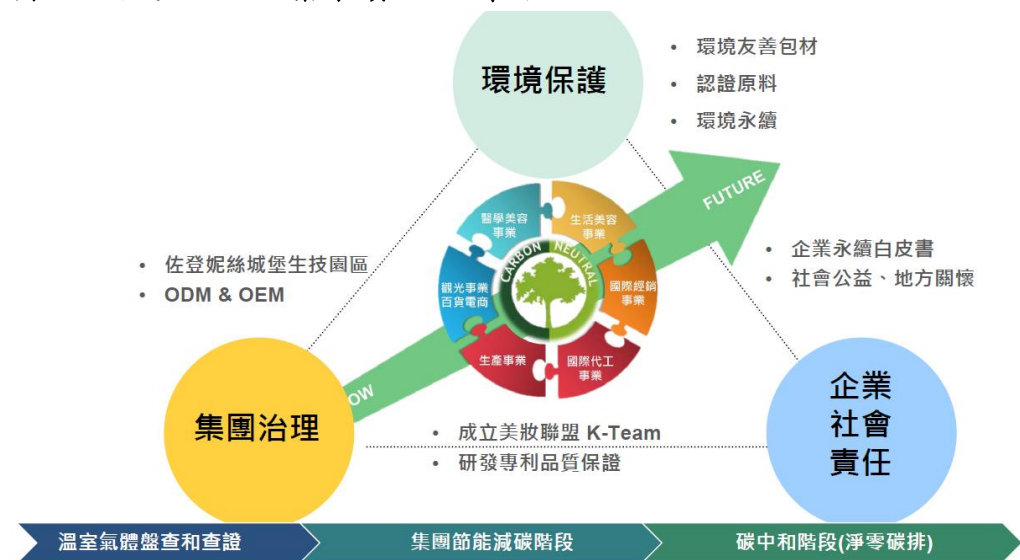 環境保護
• 環境友善包材
• 認證原料
• 環境永續
FUTURE
醫學美容
事業
生活美容
事業
CARBON NEUTRAL
觀光事業
百貨電商
國際經銷
事業
生產事業
國際代工
事業
• 佐登妮絲城堡生技園區
• ODM & OEM
• 企業永續白皮書
• 社會公益、地方關懷
集團治理
企業
社會
責任
• 成立美妝聯盟 K-Team
• 研發專利品質保證
溫室氣體盤查和查證
集團節能減碳階段
碳中和階段(淨零碳排)